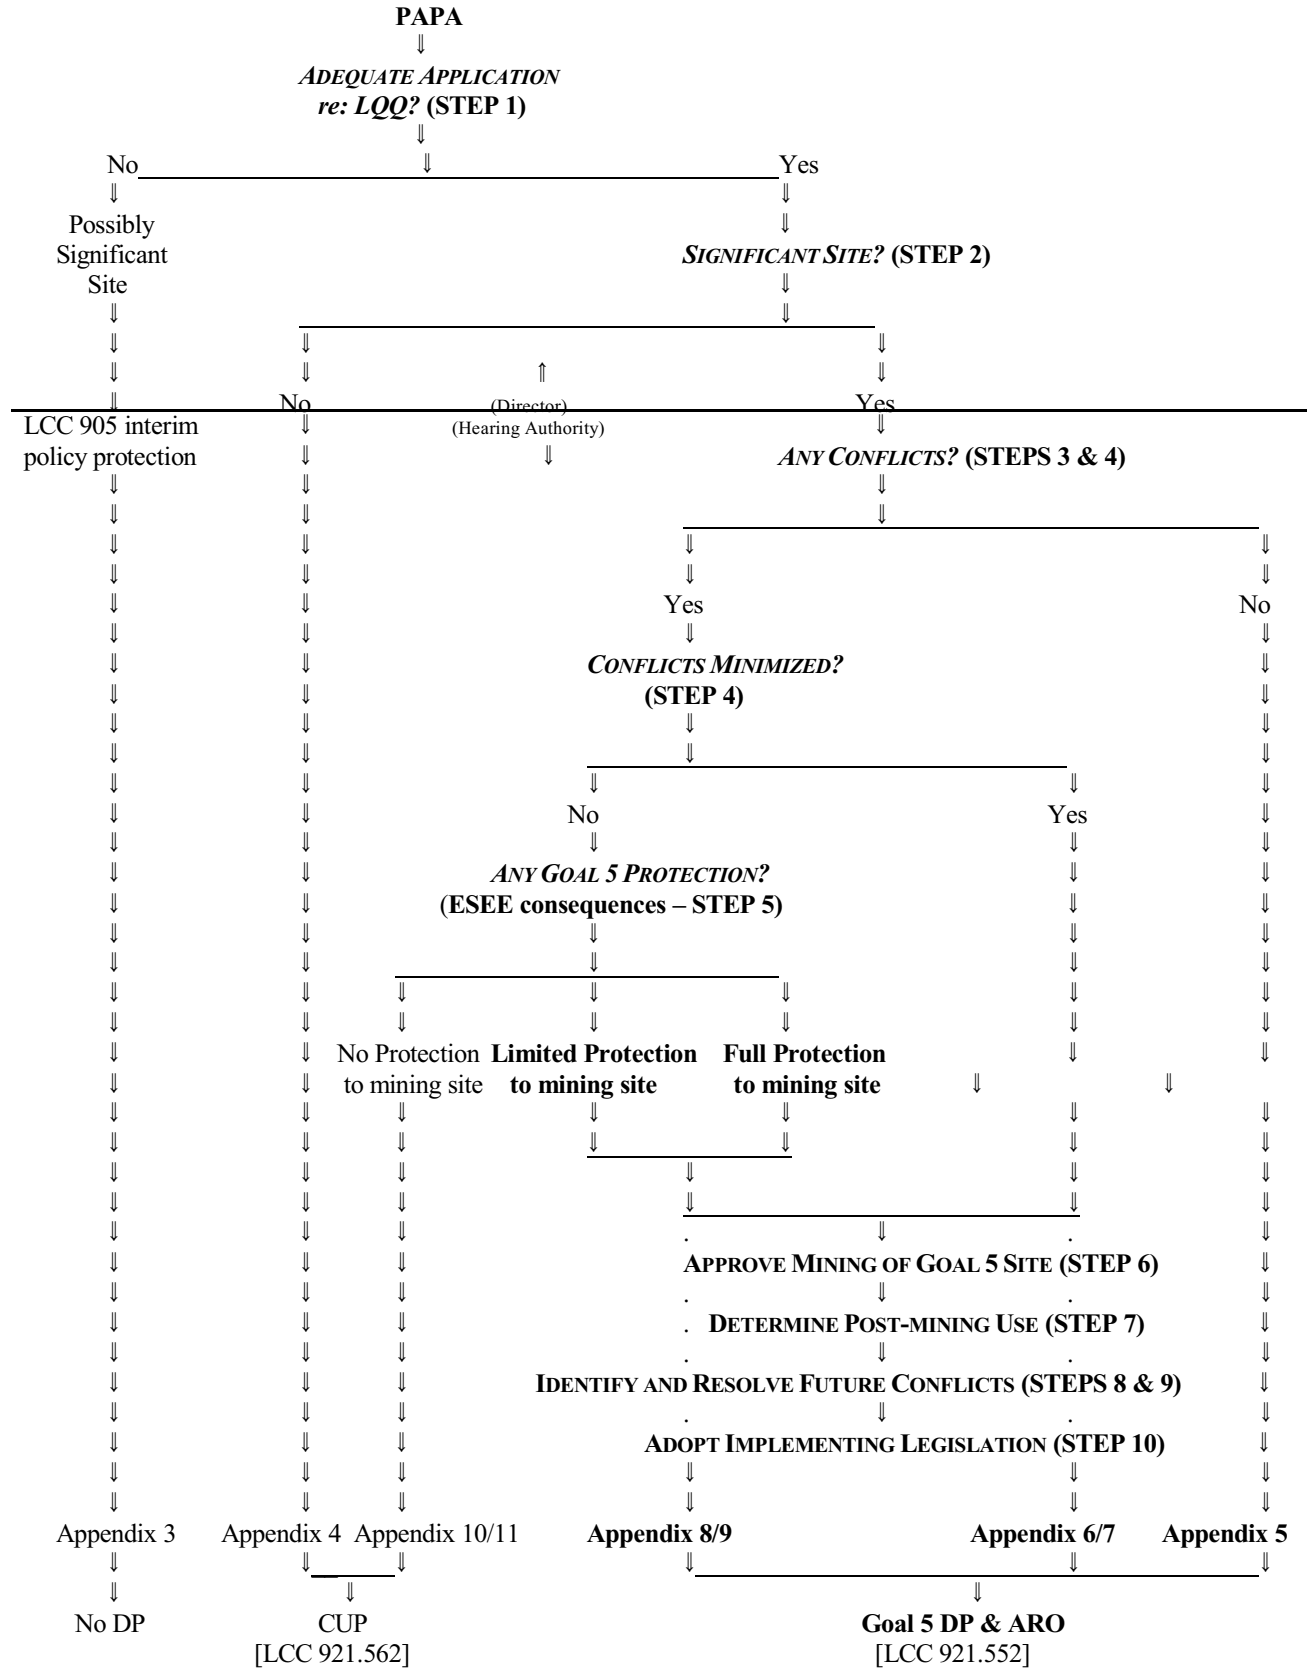 PAPA
ADEQUATE APPLICATION
re: LQQ? (STEP 1)
No Yes
Possibly
Significant
Site
SIGNIFICANT SITE? (STEP 2)
No (Director) Yes
LCC 905 interim (Hearing Authority)
policy protection ANY CONFLICTS? (STEPS 3 & 4)
Yes No
CONFLICTS MINIMIZED?
(STEP 4)
No Yes
ANY GOAL 5 PROTECTION?
(ESEE consequences – STEP 5)
No Protection Limited Protection Full Protection
to mining site to mining site to mining site
APPROVE MINING OF GOAL 5 SITE (STEP 6)
DETERMINE POST-MINING USE (STEP 7)
IDENTIFY AND RESOLVE FUTURE CONFLICTS (STEPS 8 & 9)
ADOPT IMPLEMENTING LEGISLATION (STEP 10)
Appendix 3 Appendix 4 Appendix 10/11 Appendix 8/9 Appendix 6/7 Appendix 5
No DP CUP Goal 5 DP & ARO
[LCC 921.562] [LCC 921.552]